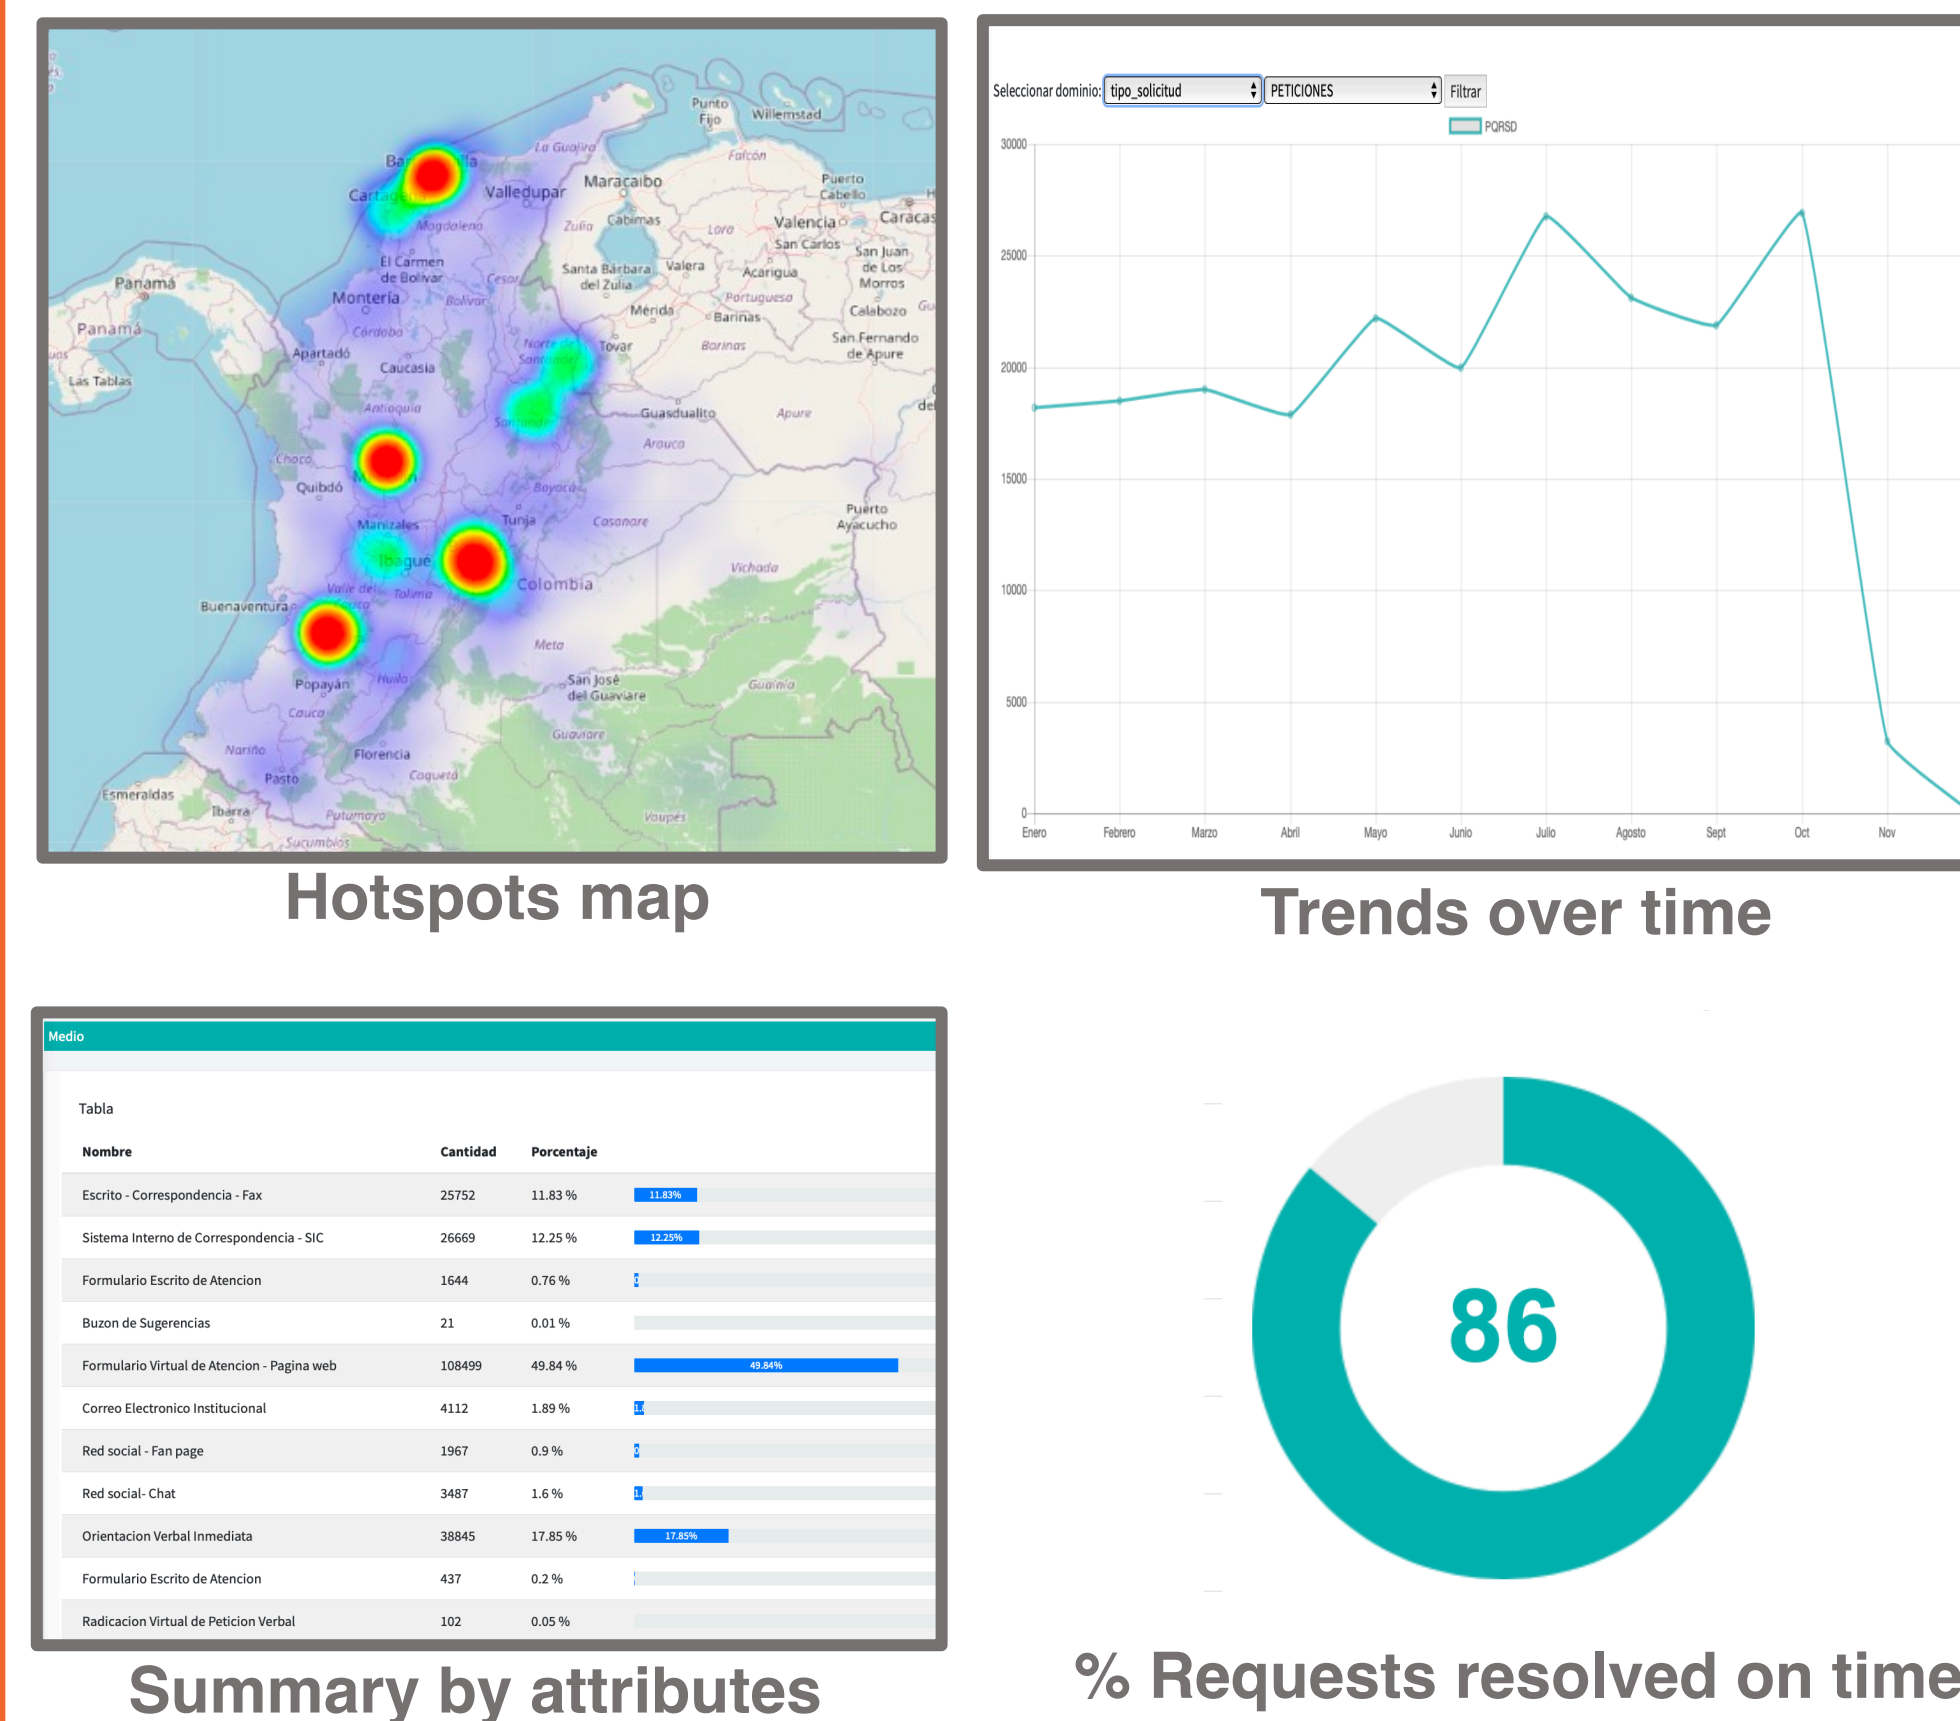 Punto
Fijo
Willemstad
La Guajira
Falcón
Maracaibo
Puerto
Cabello
Valledupar
Cabimas
Valencia
Caracas
Magdalena
Zulia
Lara
San Carlos
San Juan
de Los
Morros
El Carmen
de Bolívar
Cesar
Santa Bárbara
del Zulia
Valera
Acarigua
Panamá
Montería
Bolívar
Portuguesa
Mérida
Barinas
Calabozo
Panamá
Córdoba
Apartadó
Tovar
Barinas
San Fernando
de Apure
Las Tablas
Caucasia
Antioquia
Guasdualito
Apure
Arauca
Chocó
Quibdó
Boyacá
Manizales
Tunja
Casanare
Puerto
Ayacucho
Colombia
Vichada
Valle del
Cauca
Tolima
Buenaventura
Meta
Popayán
Huila
San José
del Guaviare
Guainía
Cauca
Nariño
Florencia
Guaviare
Pasto
Caquetá
Esmeraldas
Ibarra
Putumayo
Vaupés
Sucumbíos
Hotspots map
Seleccionar dominio: tipo_solicitud PETICIONES Filtrar
PQRSD
30000
25000
20000
15000
10000
5000
0
Enero Febrero Marzo Abril Mayo Junio Julio Agosto Sept Oct Nov
Trends over time
Medio
Tabla
Nombre Cantidad Porcentaje
Escrito - Correspondencia - Fax 25752 11.83 % 11.83%
Sistema Interno de Correspondencia - SIC 26669 12.25 % 12.25%
Formulario Escrito de Atencion 1644 0.76 %
Buzon de Sugerencias 21 0.01 %
Formulario Virtual de Atencion - Pagina web 108499 49.84 % 49.84%
Correo Electronico Institucional 4112 1.89 %
Red social - Fan page 1967 0.9 %
Red social- Chat 3487 1.6 %
Orientacion Verbal Inmediata 38845 17.85 % 17.85%
Formulario Escrito de Atencion 437 0.2 %
Radicacion Virtual de Peticion Verbal 102 0.05 %
Summary by attributes
86
% Requests resolved on time